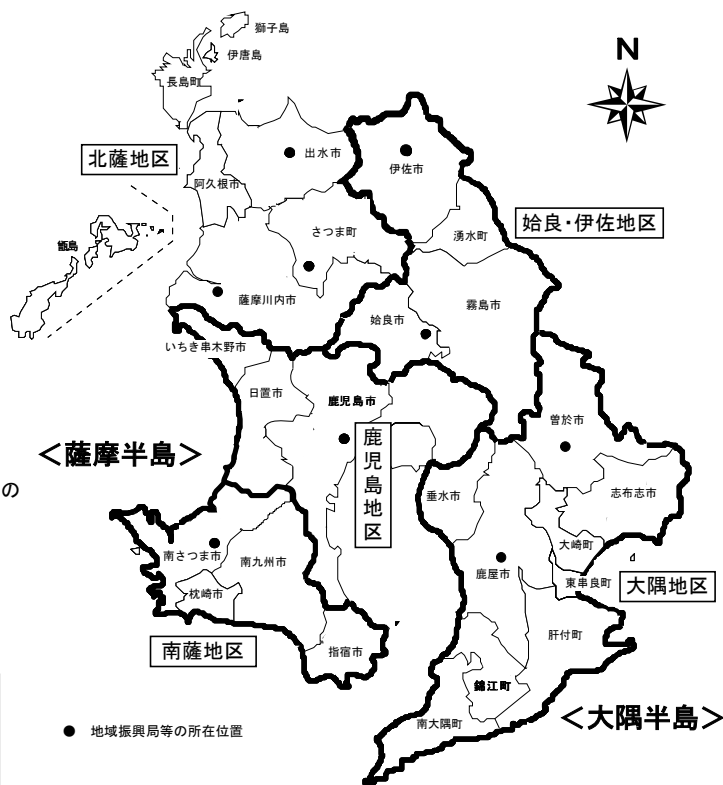 獅子島
伊唐島
長島町
N
北薩地区
出水市
伊佐市
阿久根市
さつま町
湧水町
姶良・伊佐地区
甑島
薩摩川内市
姶良市
霧島市
いちき串木野市
日置市
鹿児島市
曽於市
<薩摩半島>
鹿児島地区
の
垂水市
志布志市
大崎町
南さつま市
南九州市
鹿屋市
東串良町
大隅地区
枕崎市
肝付町
南薩地区
指宿市
錦江町
南大隅町
<大隅半島>
● 地域振興局等の所在位置